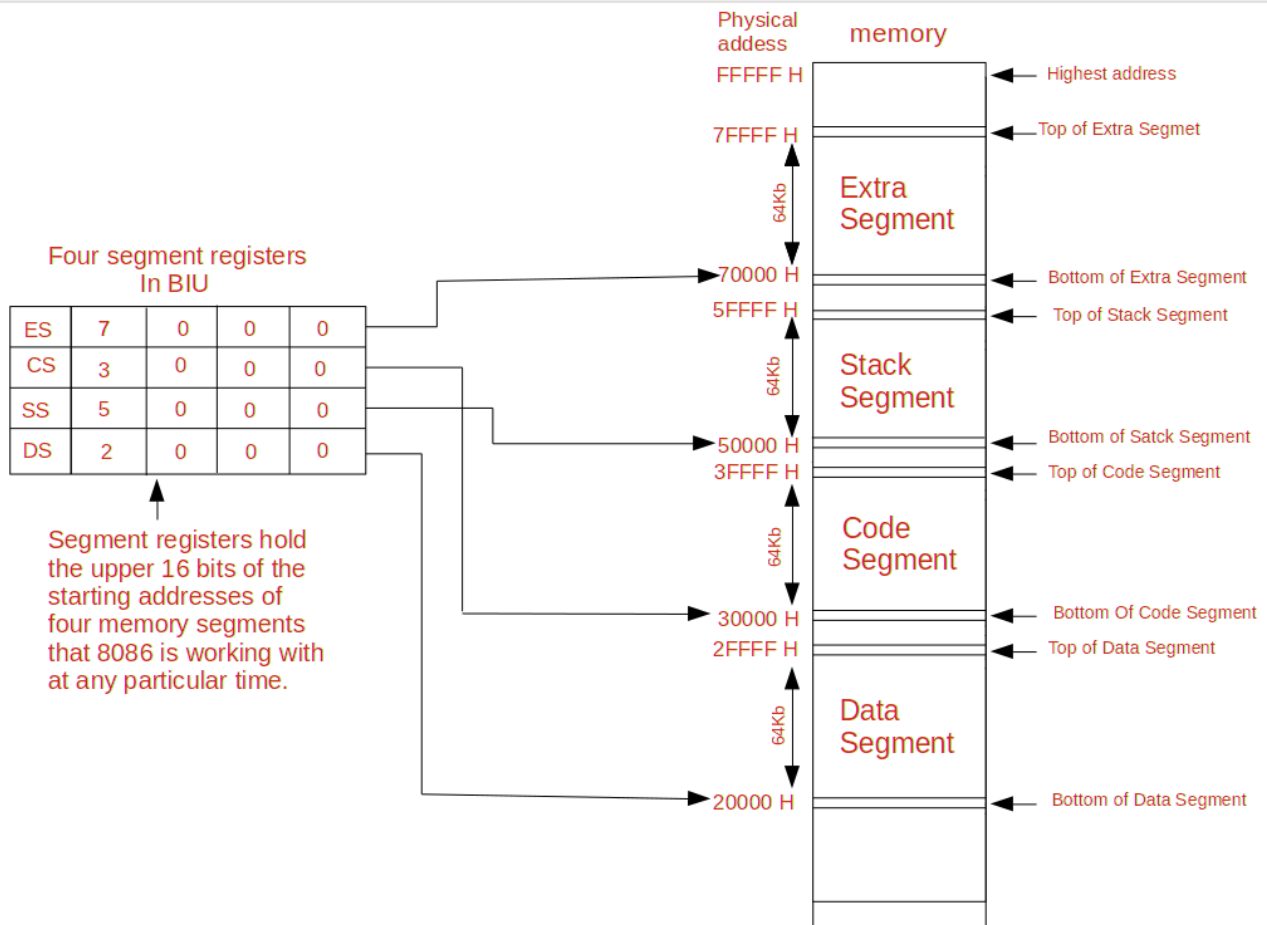 Physical
addess
memory
FFFFF H
Highest address
7FFFF H
Top of Extra Segmet
64Kb
Extra
Segment
70000 H
Bottom of Extra Segment
5FFFF H
Top of Stack Segment
64Kb
Stack
Segment
50000 H
Bottom of Satck Segment
3FFFF H
Top of Code Segment
64Kb
Code
Segment
30000 H
Bottom Of Code Segment
2FFFF H
Top of Data Segment
64Kb
Data
Segment
20000 H
Bottom of Data Segment
Four segment registers
In BIU
ES 7 0 0 0
CS 3 0 0 0
SS 5 0 0 0
DS 2 0 0 0
Segment registers hold
the upper 16 bits of the
starting addresses of
four memory segments
that 8086 is working with
at any particular time.